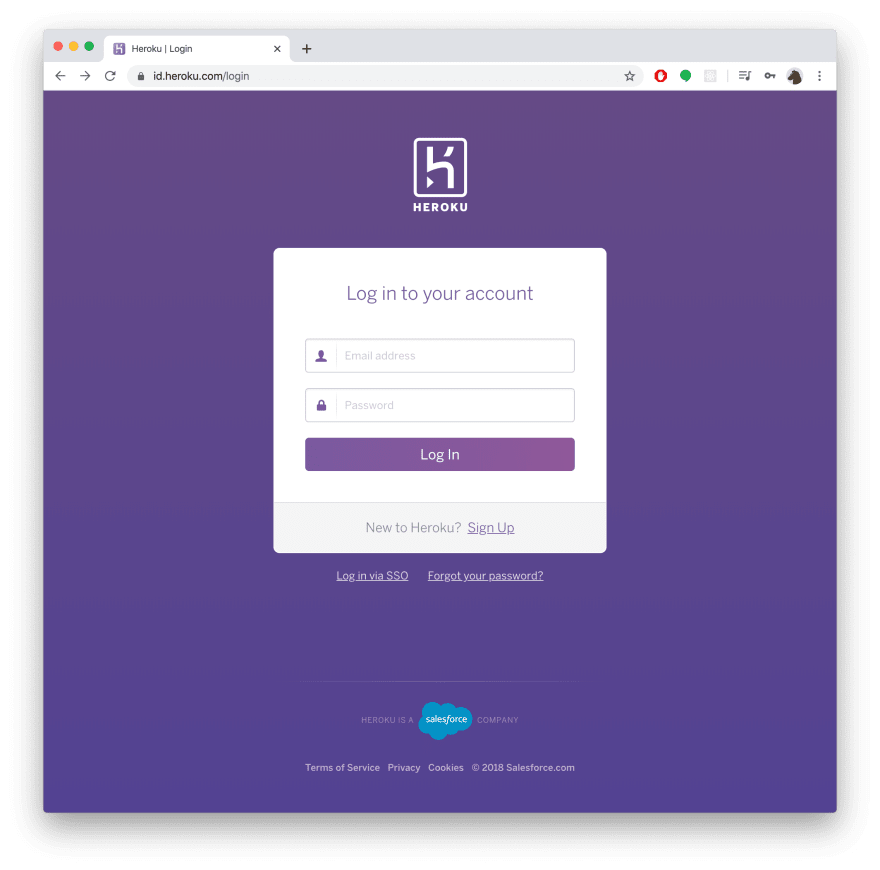 Heroku | Login
id.heroku.com/login
HEROKU
Log in to your account
Email address
Password
Log In
New to Heroku? Sign Up
Log in via SSO Forgot your password?
HEROKU IS A salesforce COMPANY
Terms of Service Privacy Cookies © 2018 Salesforce.com